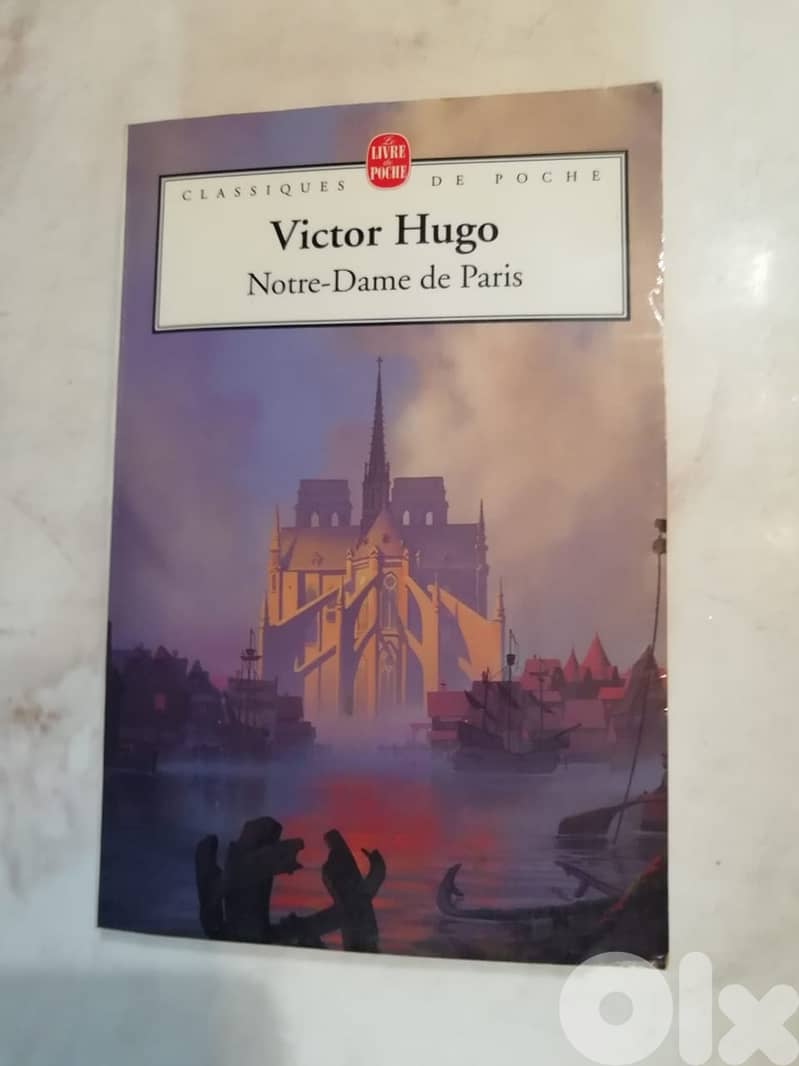 Le
LIVRE
de
POCHE
CLASSIQUES DE POCHE
Victor Hugo
Notre-Dame de Paris
Olx